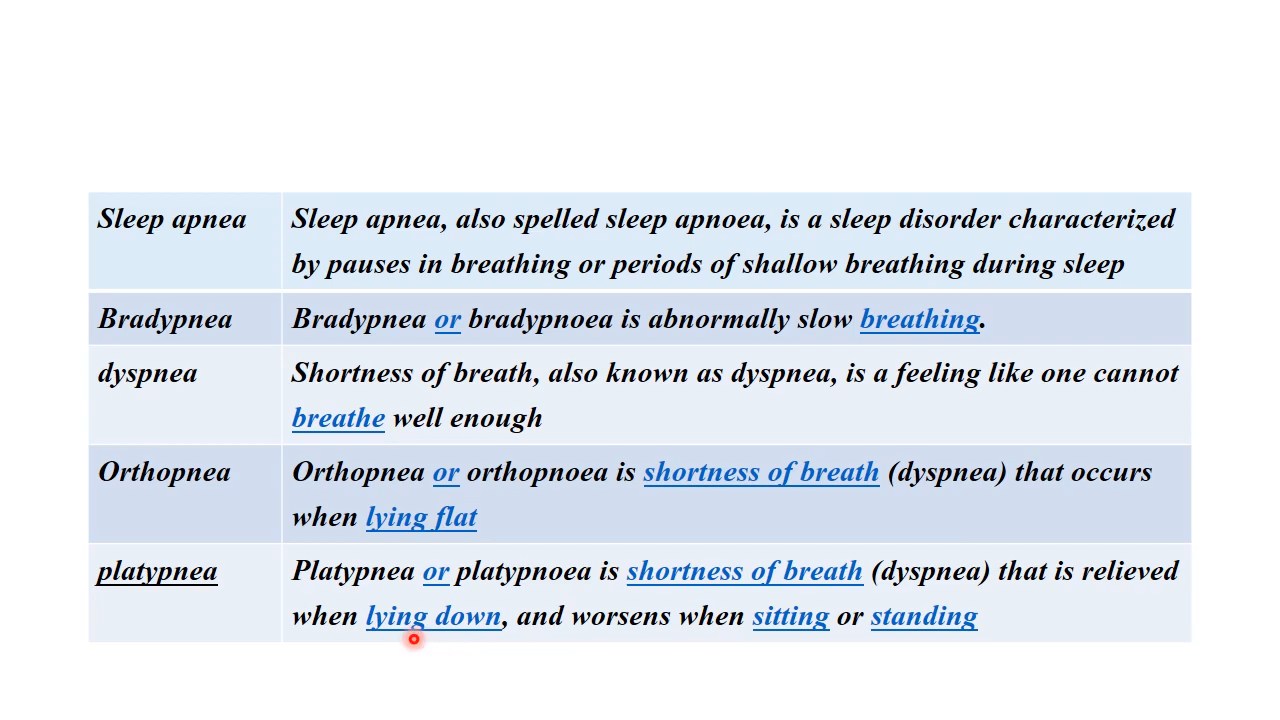 Sleep apnea
Sleep apnea, also spelled sleep apnoea, is a sleep disorder characterized
by pauses in breathing or periods of shallow breathing during sleep
Bradypnea
Bradypnea or bradypnoea is abnormally slow breathing.
dyspnea
Shortness of breath, also known as dyspnea, is a feeling like one cannot
breathe well enough
Orthopnea
Orthopnea or orthopnoea is shortness of breath (dyspnea) that occurs
when lying flat
platypnea
Platypnea or platypnoea is shortness of breath (dyspnea) that is relieved
when lying down, and worsens when sitting or standing